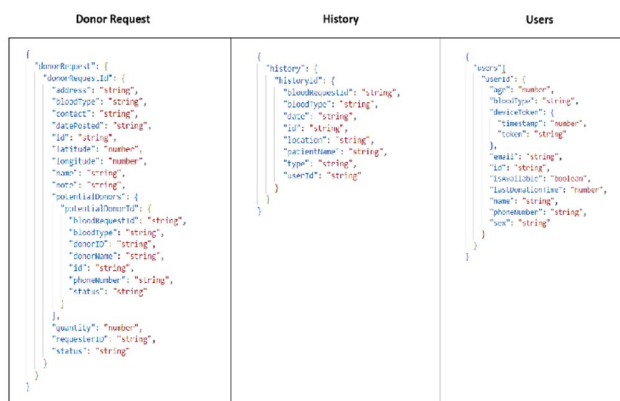 Donor Request
{
"donorRequest": {
"donorRequestId": {
"address": "string",
"bloodType": "string",
"contact": "string",
"datePosted": "string",
"id": "string",
"latitude": "number",
"longitude": "number",
"name": "string",
"note": "string",
"potentialDonors": {
"potentialDonorId": {
"bloodRequestId": "string",
"bloodType": "string",
"donorID": "string",
"donorName": "string",
"id": "string",
"phoneNumber": "string",
"status": "string"
}
},
"quantity": "number",
"requesterID": "string",
"status": "string"
}
}
}
History
{
"history": {
"historyId": {
"bloodRequestId": "string",
"bloodType": "string",
"date": "string",
"id": "string",
"location": "string",
"patientName": "string",
"type": "string",
"userId": "string"
}
}
}
Users
{
"users": {
"userid": {
"age": "number",
"bloodType": "string",
"deviceToken": {
"timestamp": "number",
"token": "string"
},
"email": "string",
"id": "string",
"isAvailable": "boolean",
"lastDonationTime": "number",
"name": "string",
"phoneNumber": "string",
"sex": "string"
}
}
}